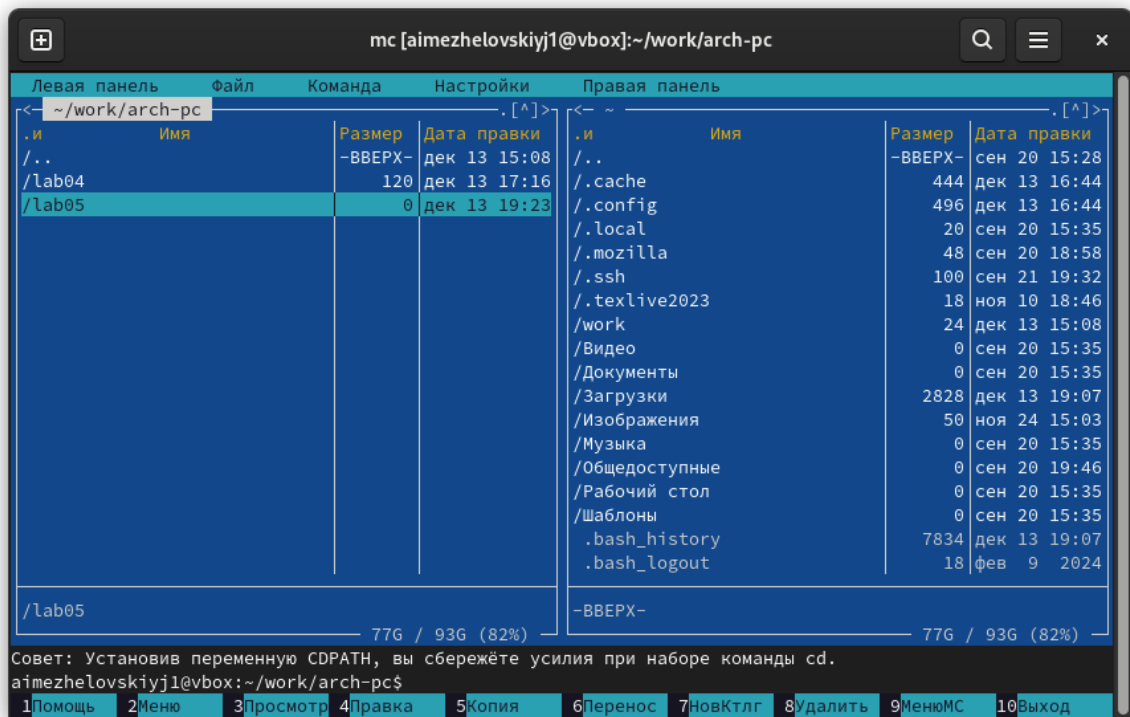 mc [aimezhelovskiyj1@vbox]:~/work/arch-pc
Левая панель Файл Команда Настройки Правая панель
<— ~/work/arch-pc .[^]>
.и Имя Размер Дата правки
/.. -ВВЕРХ- дек 13 15:08
/lab04 120 дек 13 17:16
/lab05 0 дек 13 19:23
/lab05
77G / 93G (82%)
<— ~ .[^]>
.и Имя Размер Дата правки
/.. -ВВЕРХ- сен 20 15:28
/.cache 444 дек 13 16:44
/.config 496 дек 13 16:44
/.local 20 сен 20 15:35
/.mozilla 48 сен 20 18:58
/.ssh 100 сен 21 19:32
/.texlive2023 18 ноя 10 18:46
/work 24 дек 13 15:08
/Видео 0 сен 20 15:35
/Документы 0 сен 20 15:35
/Загрузки 2828 дек 13 19:07
/Изображения 50 ноя 24 15:03
/Музыка 0 сен 20 15:35
/Общедоступные 0 сен 20 19:46
/Рабочий стол 0 сен 20 15:35
/Шаблоны 0 сен 20 15:35
.bash_history 7834 дек 13 19:07
.bash_logout 18 фев 9 2024
-ВВЕРХ-
77G / 93G (82%)
Совет: Установив переменную CDPATH, вы сбережёте усилия при наборе команды cd.
aimezhelovskiyj1@vbox:~/work/arch-pc$
1Помощь 2Меню 3Просмотр 4Правка 5Копия 6Перенос 7НовКтлг 8Удалить 9МенюMC 10Выход